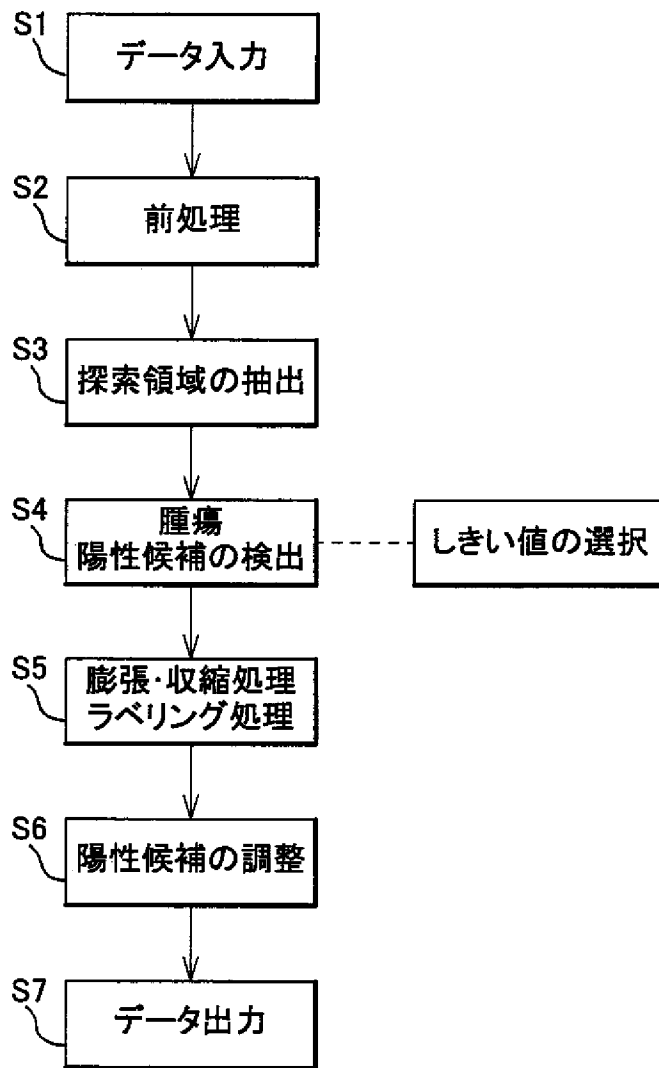 S1
データ入力
S2
前処理
S3
探索領域の抽出
S4
腫瘍
陽性候補の検出
しきい値の選択
S5
膨張・収縮処理
ラベリング処理
S6
陽性候補の調整
S7
データ出力